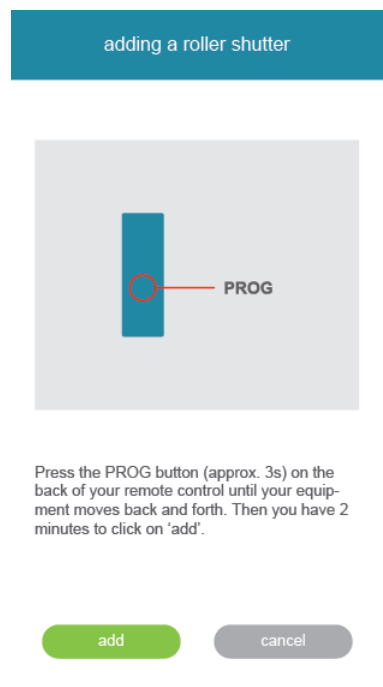 adding a roller shutter
PROG
Press the PROG button (approx. 3s) on the
back of your remote control until your equip-
ment moves back and forth. Then you have 2
minutes to click on ‘add’.
add cancel